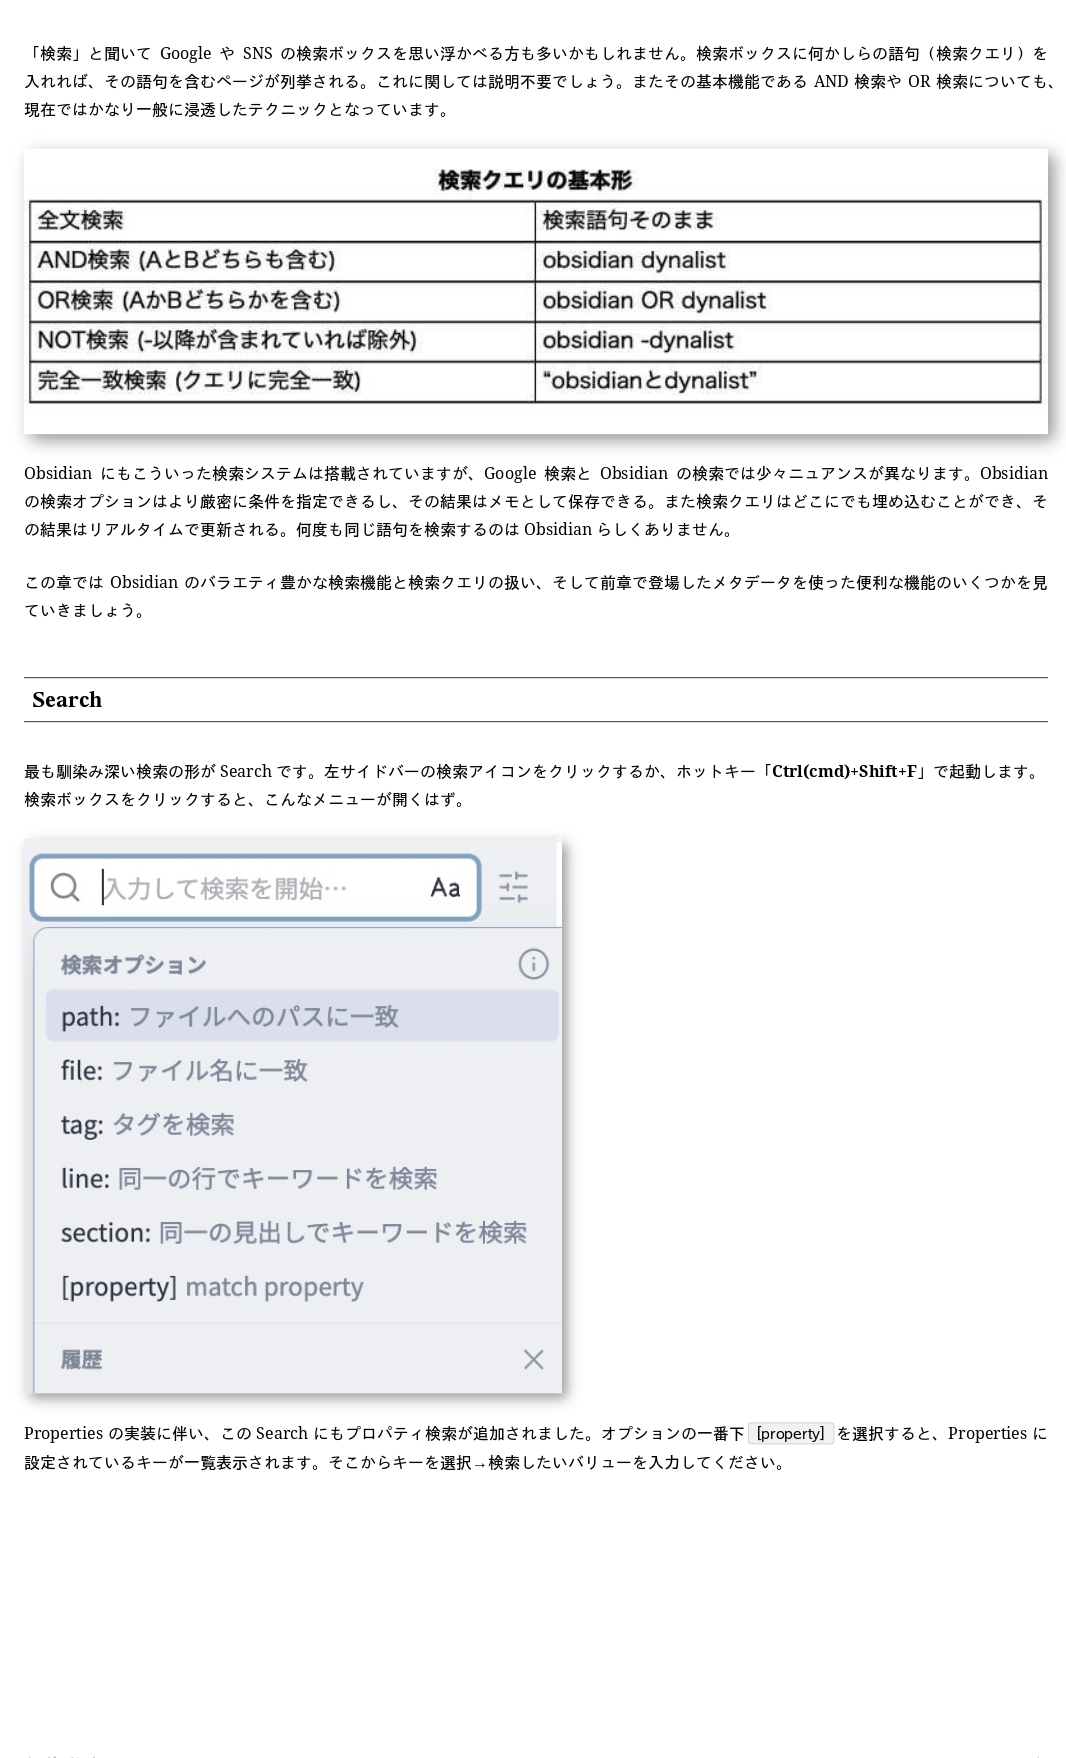 「検索」と聞いて Google や SNS の検索ボックスを思い浮かべる方も多いかもしれません。検索ボックスに何かしらの語句（検索クエリ）を
入れれば、その語句を含むページが列挙される。これに関しては説明不要でしょう。またその基本機能である AND 検索や OR 検索についても、
現在ではかなり一般に浸透したテクニックとなっています。
検索クエリの基本形
全文検索 検索語句そのまま
AND検索 (AとBどちらも含む) obsidian dynalist
OR検索 (AかBどちらかを含む) obsidian OR dynalist
NOT検索 (-以降が含まれていれば除外) obsidian -dynalist
完全一致検索 (クエリに完全一致) “obsidianとdynalist”
Obsidian にもこういった検索システムは搭載されていますが、Google 検索と Obsidian の検索では少々ニュアンスが異なります。Obsidian
の検索オプションはより厳密に条件を指定できるし、その結果はメモとして保存できる。また検索クエリはどこにでも埋め込むことができ、そ
の結果はリアルタイムで更新される。何度も同じ語句を検索するのは Obsidian らしくありません。
この章では Obsidian のバラエティ豊かな検索機能と検索クエリの扱い、そして前章で登場したメタデータを使った便利な機能のいくつかを見
ていきましょう。
Search
最も馴染み深い検索の形が Search です。左サイドバーの検索アイコンをクリックするか、ホットキー「Ctrl(cmd)+Shift+F」で起動します。
検索ボックスをクリックすると、こんなメニューが開くはず。
入力して検索を開始… Aa
検索オプション
path: ファイルへのパスに一致
file: ファイル名に一致
tag: タグを検索
line: 同一の行でキーワードを検索
section: 同一の見出しでキーワードを検索
[property] match property
履歴
Properties の実装に伴い、この Search にもプロパティ検索が追加されました。オプションの一番下 [property] を選択すると、Properties に
設定されているキーが一覧表示されます。そこからキーを選択→検索したいバリューを入力してください。